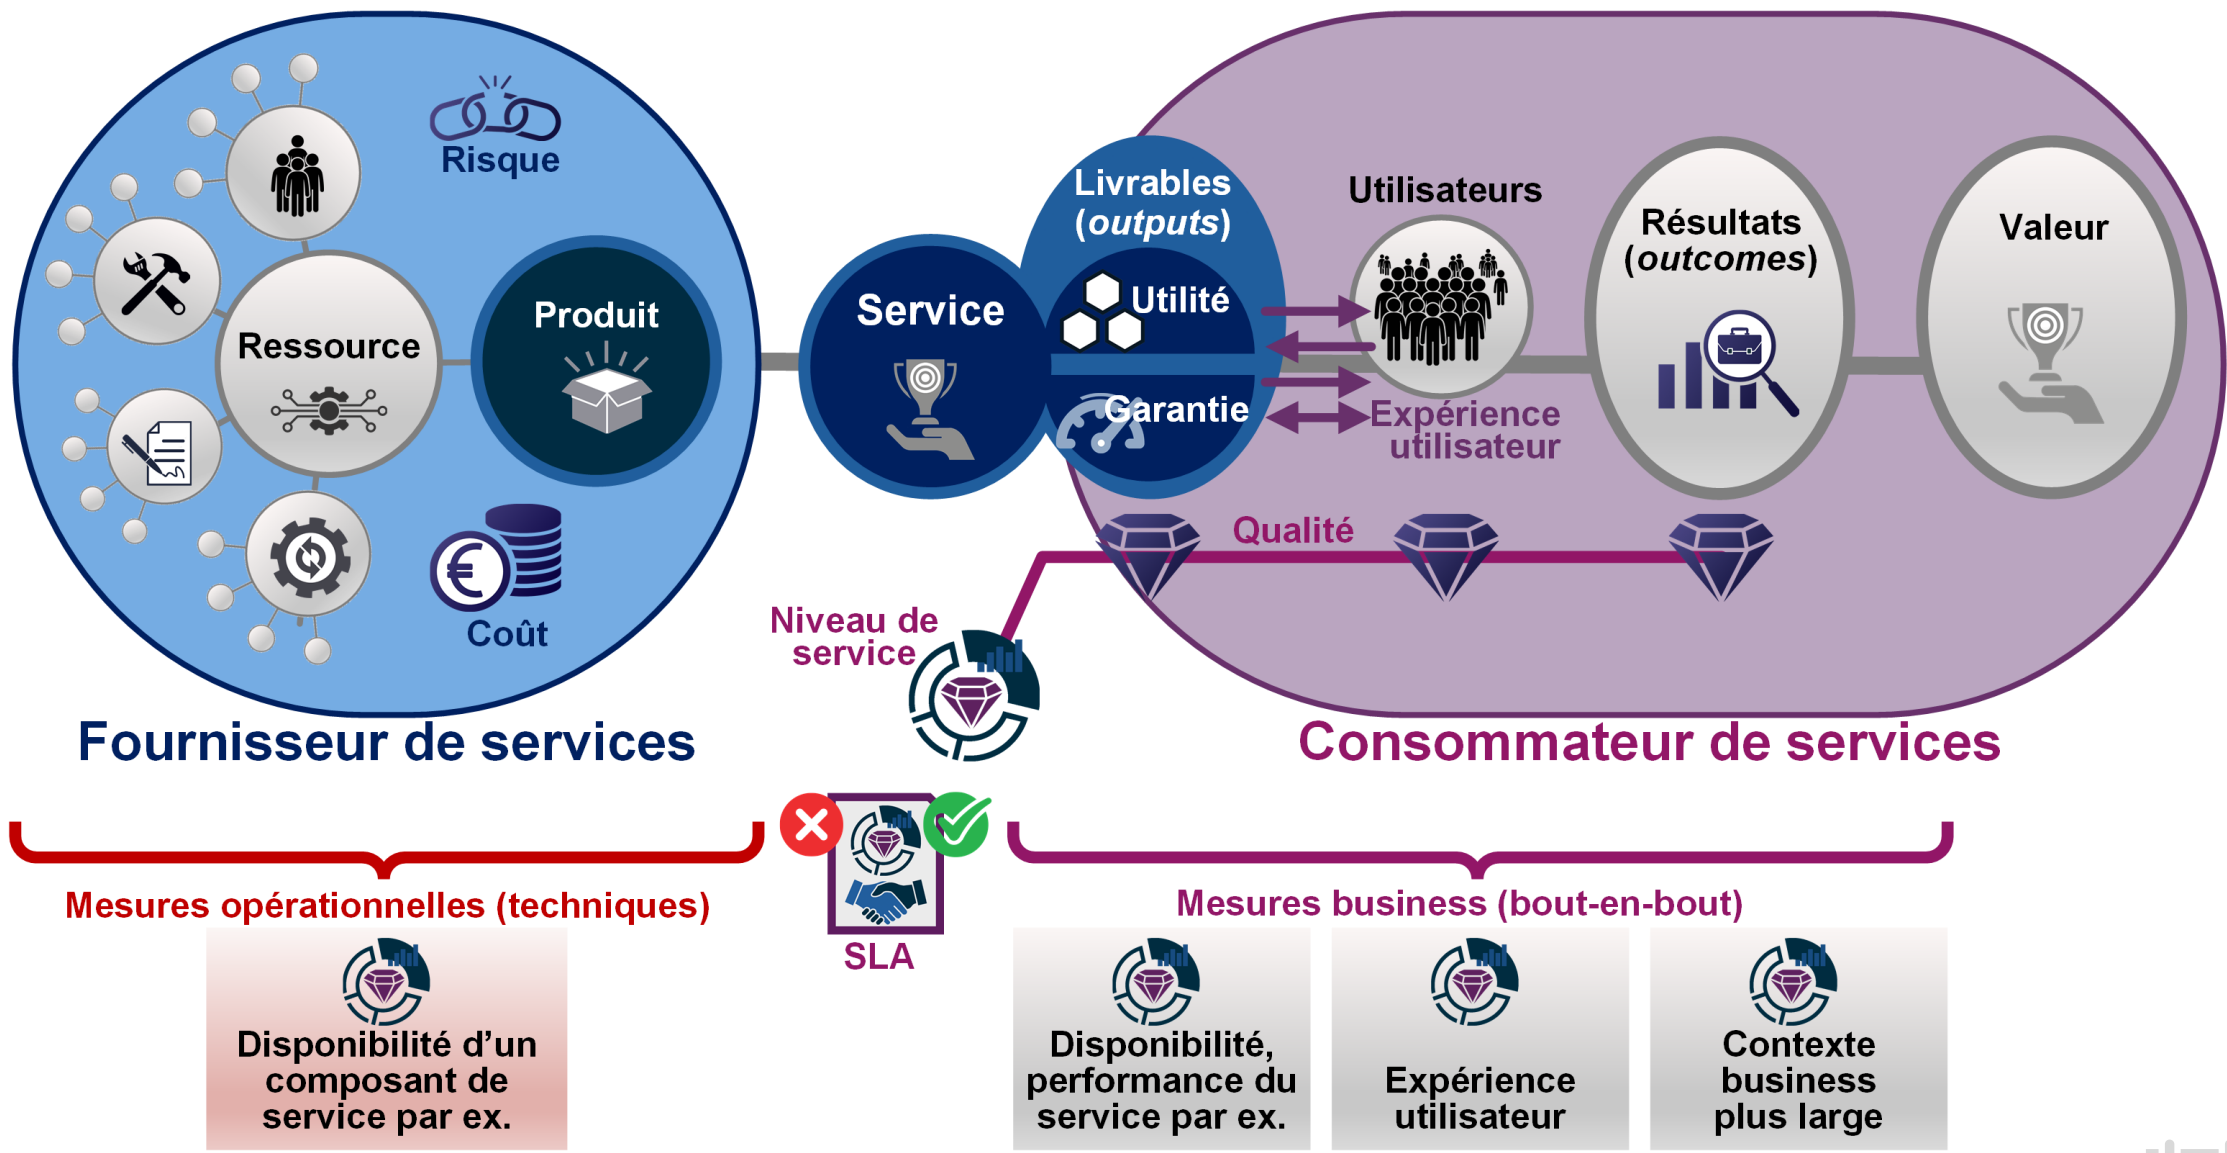 Risque
Ressource
Produit
Coût
Fournisseur de services
Service
Livrables
(outputs)
Utilité
Garantie
Utilisateurs
Expérience
utilisateur
Résultats
(outcomes)
Valeur
Qualité
Niveau de
service
Consommateur de services
Mesures opérationnelles (techniques)
Disponibilité d’un
composant de
service par ex.
SLA
Mesures business (bout-en-bout)
Disponibilité,
performance du
service par ex.
Expérience
utilisateur
Contexte
business
plus large